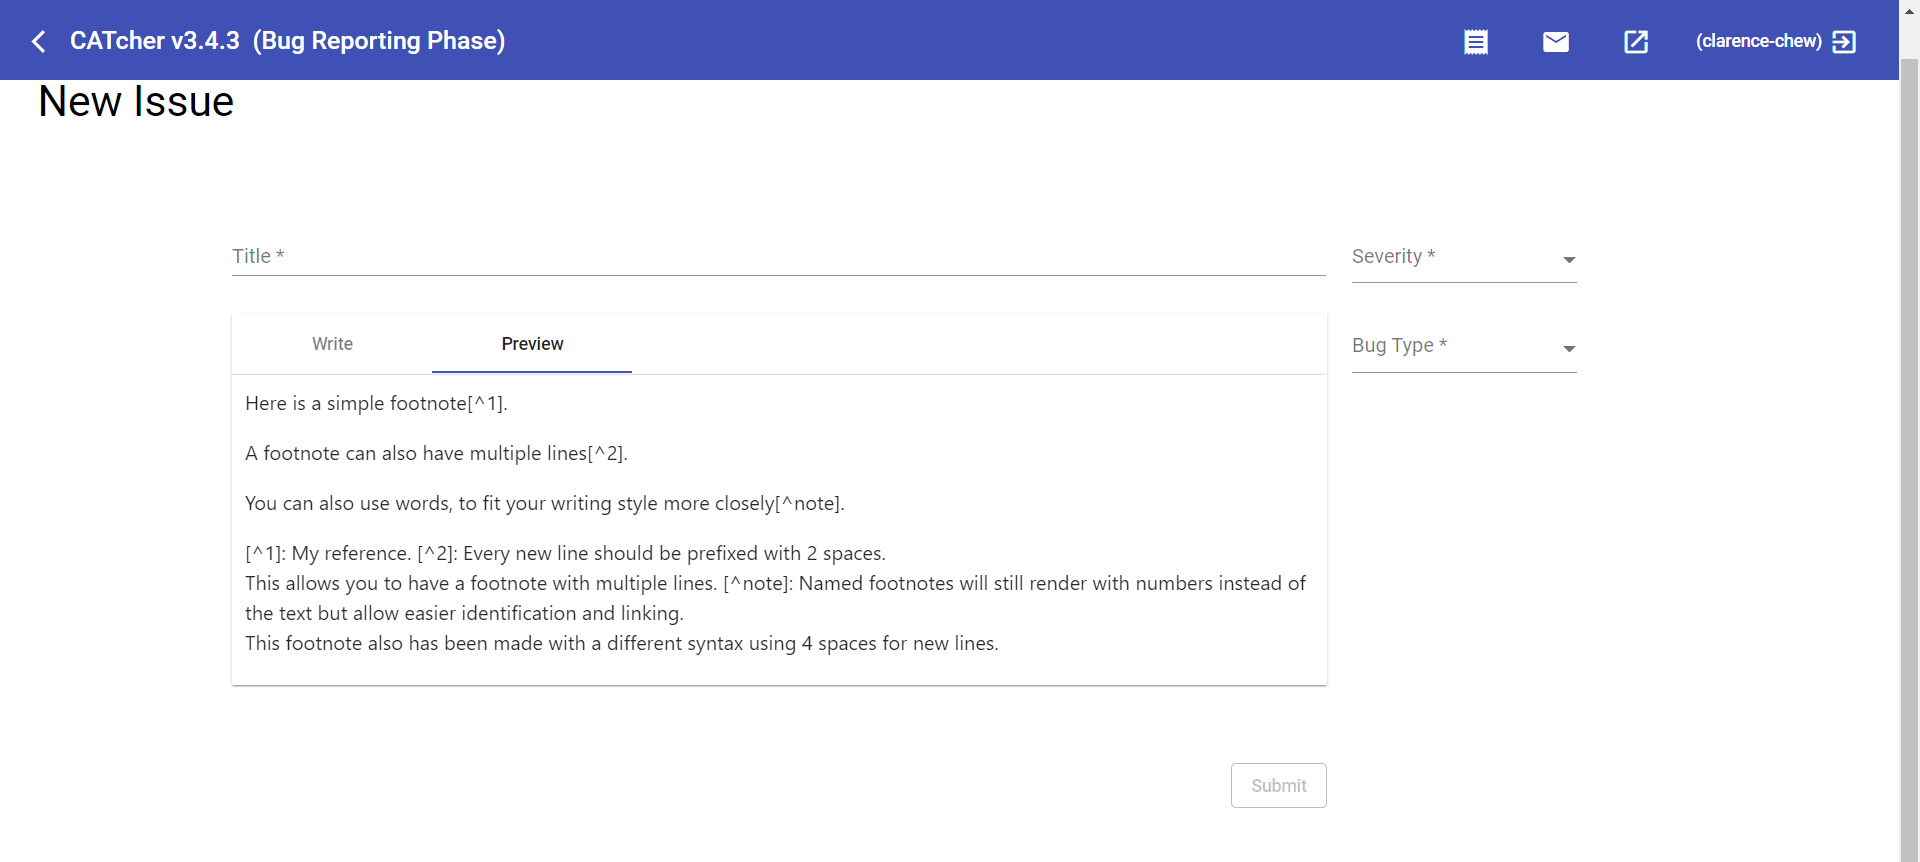 CATcher v3.4.3 (Bug Reporting Phase)
(clarence-chew)
New Issue
Title *
Severity *
Write
Preview
Bug Type *
Here is a simple footnote[^1].
A footnote can also have multiple lines[^2].
You can also use words, to fit your writing style more closely[^note].
[^1]: My reference. [^2]: Every new line should be prefixed with 2 spaces.
This allows you to have a footnote with multiple lines. [^note]: Named footnotes will still render with numbers instead of
the text but allow easier identification and linking.
This footnote also has been made with a different syntax using 4 spaces for new lines.
Submit